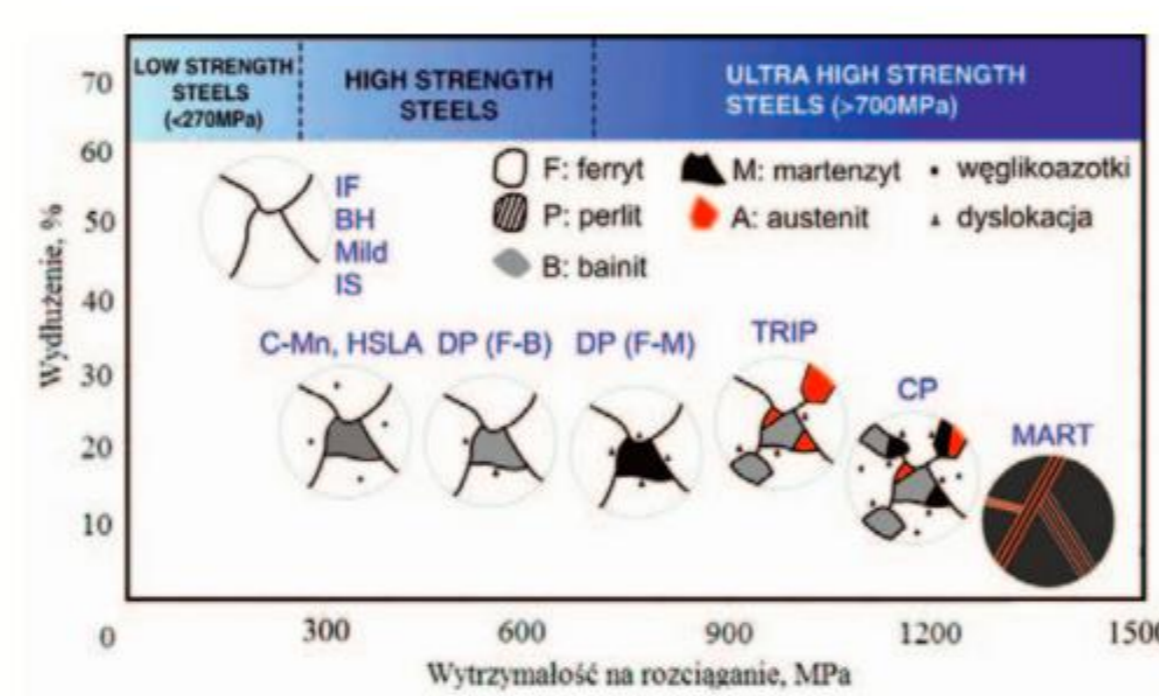 LOW STRENGTH
STEELS
(<270MPa)
HIGH STRENGTH
STEELS
ULTRA HIGH STRENGTH
STEELS (>700MPa)
70
60
50
40
30
20
10
0
Wydłużenie, %
IF
BH
Mild
IS
F: ferryt
P: perlit
B: bainit
M: martenzyt
A: austenit
węglikoazotki
dyslokacja
C-Mn, HSLA
DP (F-B)
DP (F-M)
TRIP
CP
MART
300
600
900
1200
1500
Wytrzymałość na rozciąganie, MPa